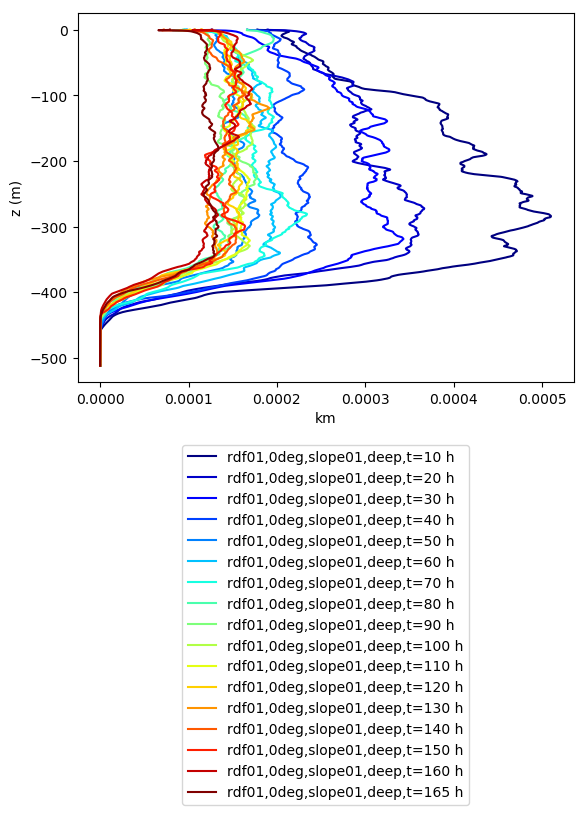 0
−100
−200
−300
−400
−500
z (m)
0.0000 0.0001 0.0002 0.0003 0.0004 0.0005
km
rdf01,0deg,slope01,deep,t=10 h
rdf01,0deg,slope01,deep,t=20 h
rdf01,0deg,slope01,deep,t=30 h
rdf01,0deg,slope01,deep,t=40 h
rdf01,0deg,slope01,deep,t=50 h
rdf01,0deg,slope01,deep,t=60 h
rdf01,0deg,slope01,deep,t=70 h
rdf01,0deg,slope01,deep,t=80 h
rdf01,0deg,slope01,deep,t=90 h
rdf01,0deg,slope01,deep,t=100 h
rdf01,0deg,slope01,deep,t=110 h
rdf01,0deg,slope01,deep,t=120 h
rdf01,0deg,slope01,deep,t=130 h
rdf01,0deg,slope01,deep,t=140 h
rdf01,0deg,slope01,deep,t=150 h
rdf01,0deg,slope01,deep,t=160 h
rdf01,0deg,slope01,deep,t=165 h